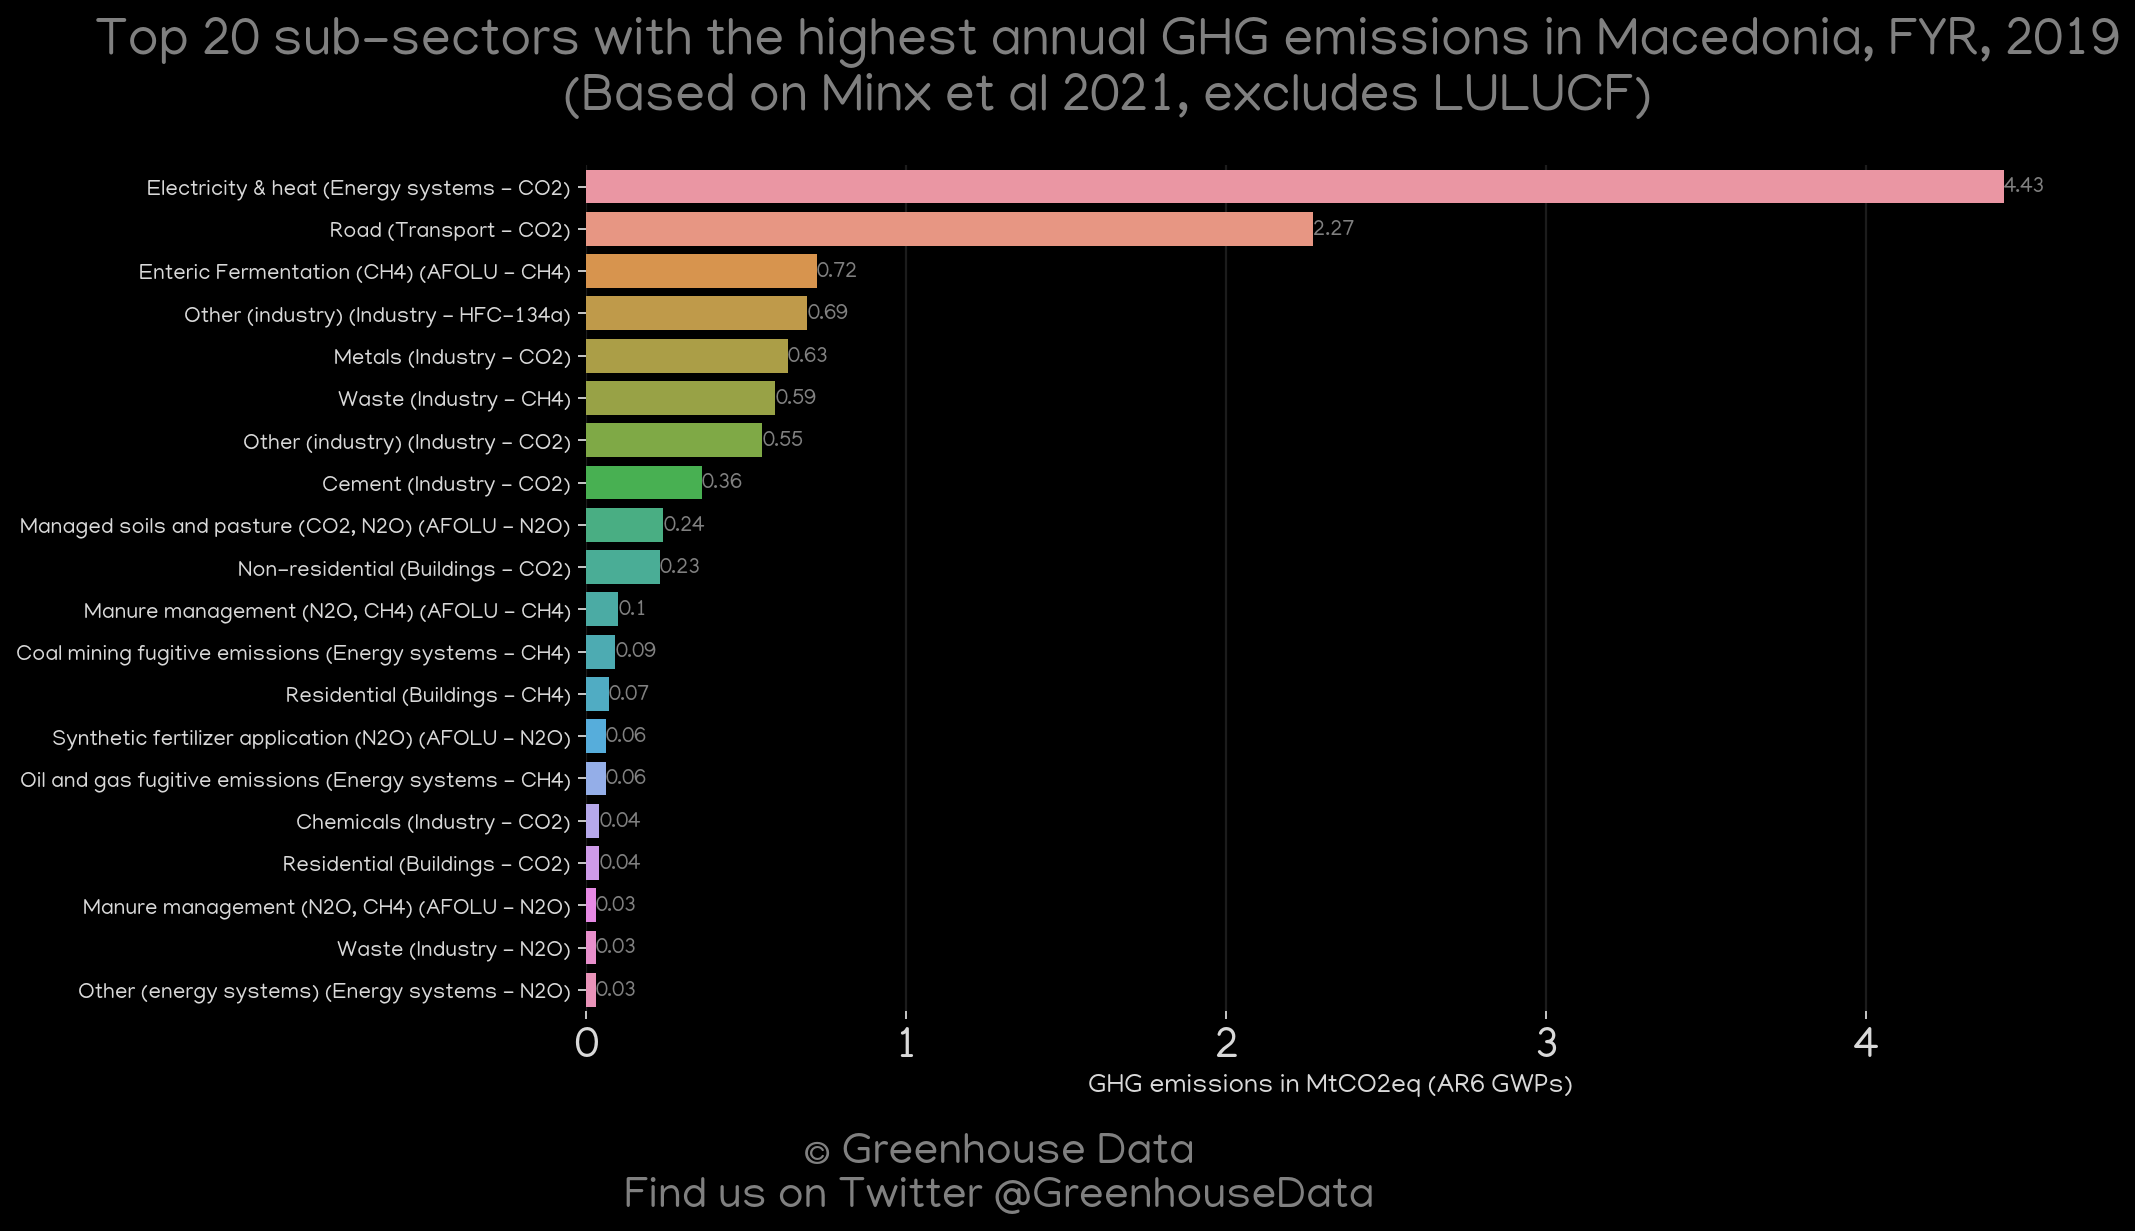 Top 20 sub-sectors with the highest annual GHG emissions in Macedonia, FYR, 2019
(Based on Minx et al 2021, excludes LULUCF)
Electricity & heat (Energy systems - CO2) 4.43
Road (Transport - CO2) 2.27
Enteric Fermentation (CH4) (AFOLU - CH4) 0.72
Other (industry) (Industry - HFC-134a) 0.69
Metals (Industry - CO2) 0.63
Waste (Industry - CH4) 0.59
Other (industry) (Industry - CO2) 0.55
Cement (Industry - CO2) 0.36
Managed soils and pasture (CO2, N2O) (AFOLU - N2O) 0.24
Non-residential (Buildings - CO2) 0.23
Manure management (N2O, CH4) (AFOLU - CH4) 0.1
Coal mining fugitive emissions (Energy systems - CH4) 0.09
Residential (Buildings - CH4) 0.07
Synthetic fertilizer application (N2O) (AFOLU - N2O) 0.06
Oil and gas fugitive emissions (Energy systems - CH4) 0.06
Chemicals (Industry - CO2) 0.04
Residential (Buildings - CO2) 0.04
Manure management (N2O, CH4) (AFOLU - N2O) 0.03
Waste (Industry - N2O) 0.03
Other (energy systems) (Energy systems - N2O) 0.03
0 1 2 3 4
GHG emissions in MtCO2eq (AR6 GWPs)
© Greenhouse Data
Find us on Twitter @GreenhouseData